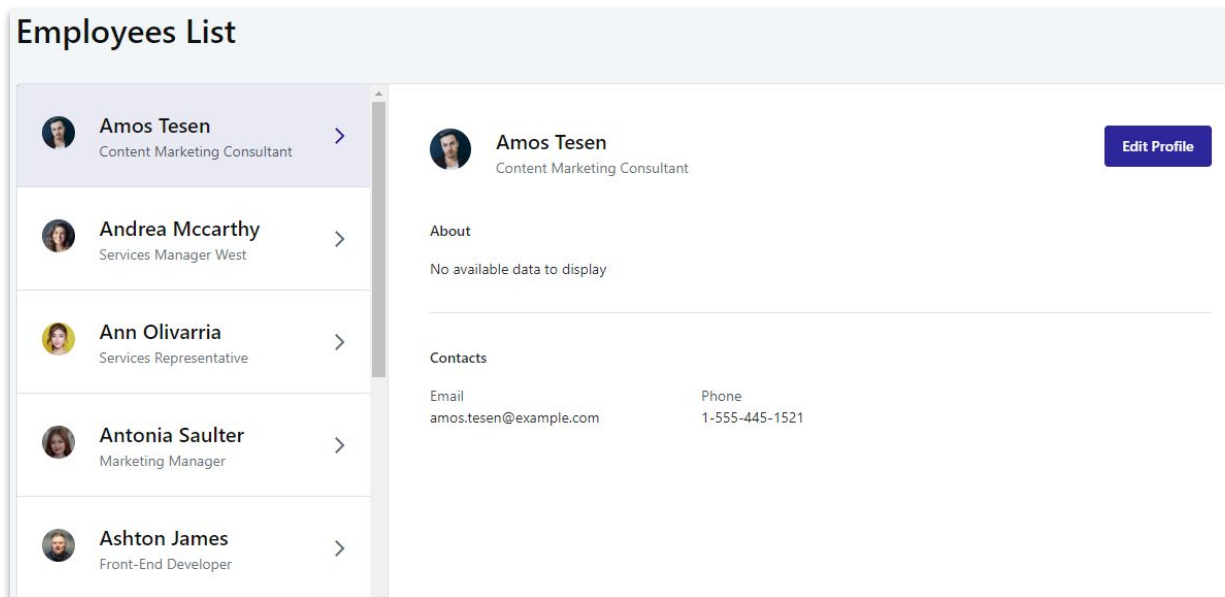 Employees List
Amos Tesen
Content Marketing Consultant
Andrea Mccarthy
Services Manager West
Ann Olivarria
Services Representative
Antonia Saulter
Marketing Manager
Ashton James
Front-End Developer
Amos Tesen
Content Marketing Consultant
Edit Profile
About
No available data to display
Contacts
Email
amos.tesen@example.com
Phone
1-555-445-1521